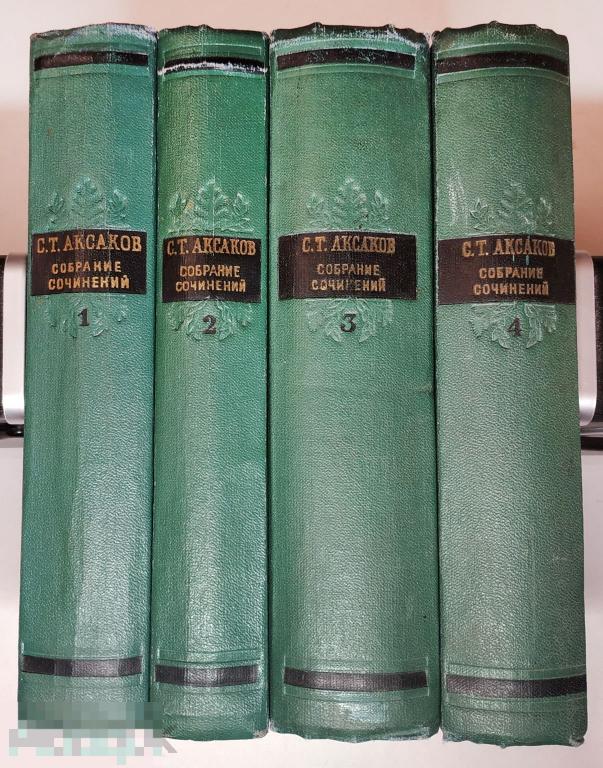 С.Т. АКСАКОВ
СОБРАНИЕ
СОЧИНЕНИЙ
1
С.Т. АКСАКОВ
СОБРАНИЕ
СОЧИНЕНИЙ
2
С.Т. АКСАКОВ
СОБРАНИЕ
СОЧИНЕНИЙ
3
С.Т. АКСАКОВ
СОБРАНИЕ
СОЧИНЕНИЙ
4